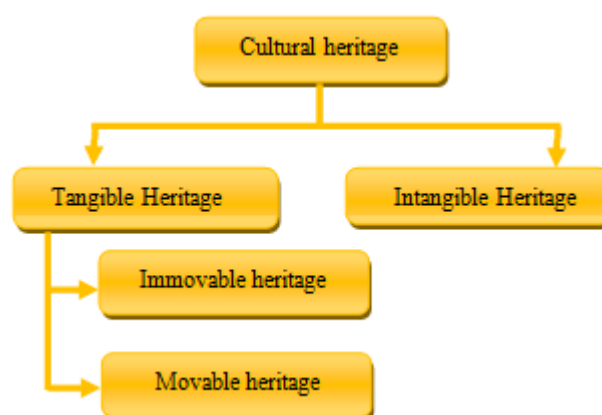 Cultural heritage
Tangible Heritage
Intangible Heritage
Immovable heritage
Movable heritage